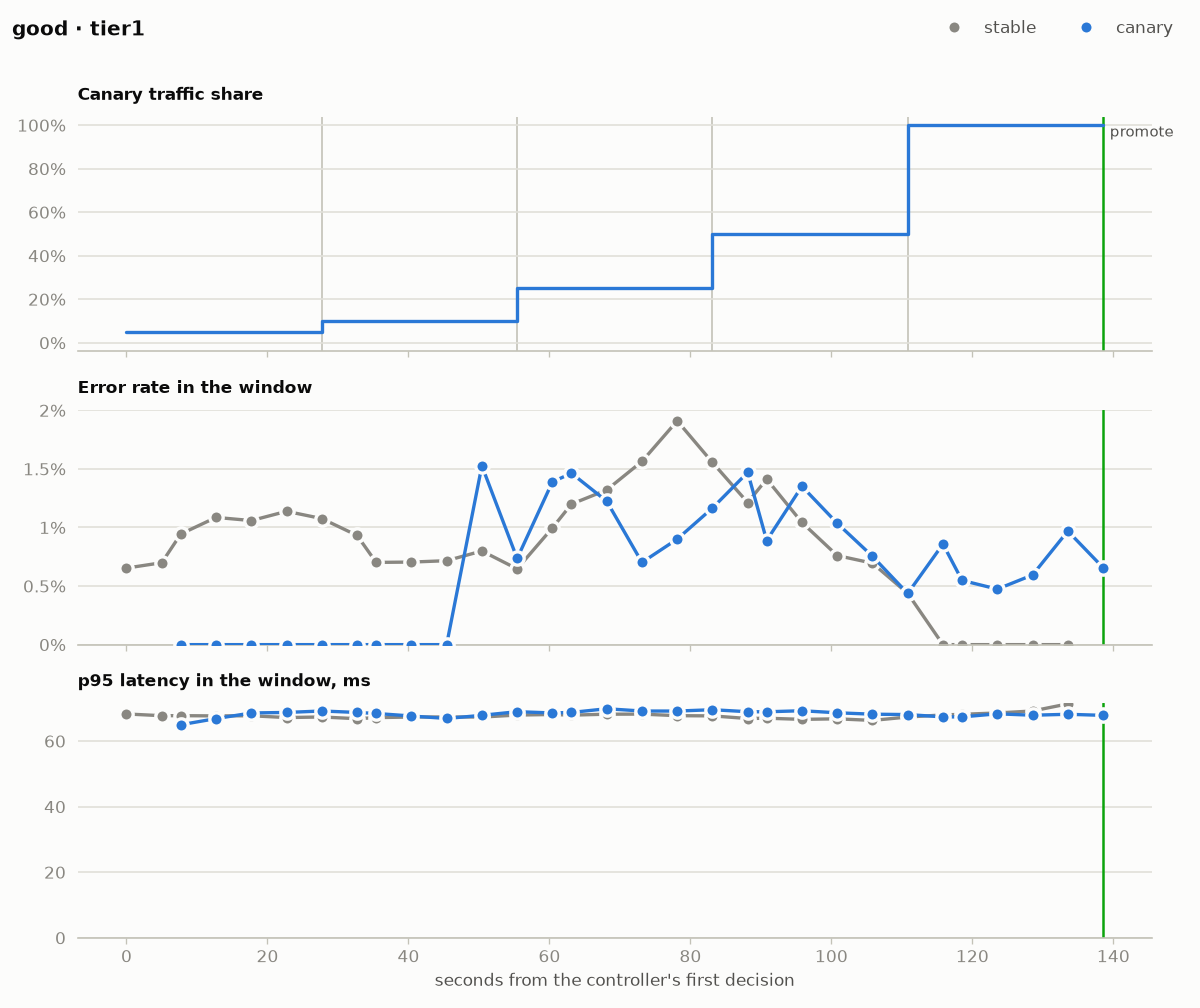 good · tier1
stable
canary
Canary traffic share
100%
80%
60%
40%
20%
0%
promote
Error rate in the window
2%
1.5%
1%
0.5%
0%
p95 latency in the window, ms
60
40
20
0
0 20 40 60 80 100 120 140
seconds from the controller's first decision